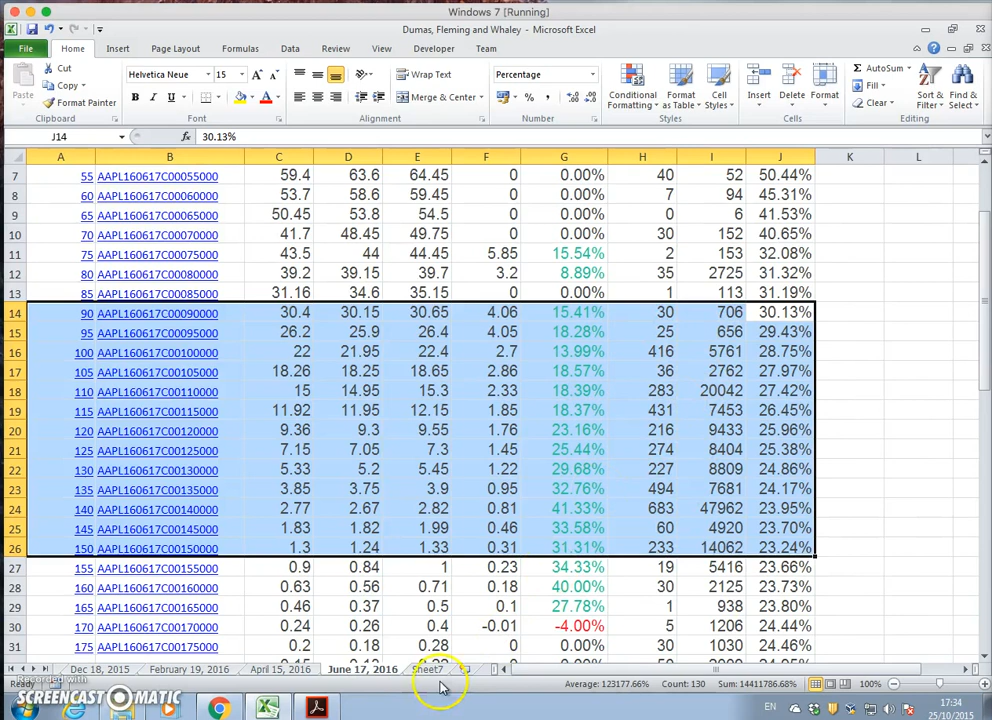 Windows 7 [Running]
Dumas, Fleming and Whaley - Microsoft Excel
File Home Insert Page Layout Formulas Data Review View Developer Team
Cut Helvetica Neue 15 Wrap Text Percentage AutoSum
Copy Fill
Paste Format Painter Merge & Center Conditional Formatting Format as Table Cell Styles Insert Delete Format Clear Sort & Filter Find & Select
Clipboard Font Alignment Number Styles Cells Editing
J14 fx 30.13%
A B C D E F G H I J K L
7 55 AAPL160617C00055000 59.4 63.6 64.45 0 0.00% 40 52 50.44%
8 60 AAPL160617C00060000 53.7 58.6 59.45 0 0.00% 7 94 45.31%
9 65 AAPL160617C00065000 50.45 53.8 54.5 0 0.00% 0 6 41.53%
10 70 AAPL160617C00070000 41.7 48.45 49.75 0 0.00% 30 152 40.65%
11 75 AAPL160617C00075000 43.5 44 44.45 5.85 15.54% 2 153 32.08%
12 80 AAPL160617C00080000 39.2 39.15 39.7 3.2 8.89% 35 2725 31.32%
13 85 AAPL160617C00085000 31.16 34.6 35.15 0 0.00% 1 113 31.19%
14 90 AAPL160617C00090000 30.4 30.15 30.65 4.06 15.41% 30 706 30.13%
15 95 AAPL160617C00095000 26.2 25.9 26.4 4.05 18.28% 25 656 29.43%
16 100 AAPL160617C00100000 22 21.95 22.4 2.7 13.99% 416 5761 28.75%
17 105 AAPL160617C00105000 18.26 18.25 18.65 2.86 18.57% 36 2762 27.97%
18 110 AAPL160617C00110000 15 14.95 15.3 2.33 18.39% 283 20042 27.42%
19 115 AAPL160617C00115000 11.92 11.95 12.15 1.85 18.37% 431 7453 26.45%
20 120 AAPL160617C00120000 9.36 9.3 9.55 1.76 23.16% 216 9433 25.96%
21 125 AAPL160617C00125000 7.15 7.05 7.3 1.45 25.44% 274 8404 25.38%
22 130 AAPL160617C00130000 5.33 5.2 5.45 1.22 29.68% 227 8809 24.86%
23 135 AAPL160617C00135000 3.85 3.75 3.9 0.95 32.76% 494 7681 24.17%
24 140 AAPL160617C00140000 2.77 2.67 2.82 0.81 41.33% 683 47962 23.95%
25 145 AAPL160617C00145000 1.83 1.82 1.99 0.46 33.58% 60 4920 23.70%
26 150 AAPL160617C00150000 1.3 1.24 1.33 0.31 31.31% 233 14062 23.24%
27 155 AAPL160617C00155000 0.9 0.84 1 0.23 34.33% 19 5416 23.66%
28 160 AAPL160617C00160000 0.63 0.56 0.71 0.18 40.00% 30 2125 23.73%
29 165 AAPL160617C00165000 0.46 0.37 0.5 0.1 27.78% 1 938 23.80%
30 170 AAPL160617C00170000 0.24 0.26 0.4 -0.01 -4.00% 5 1206 24.44%
31 175 AAPL160617C00175000 0.2 0.18 0.28 0 0.00% 30 1030 24.46%
Dec 18, 2015 February 19, 2016 April 15, 2016 June 17, 2016 Sheet7
Ready Average: 123177.66% Count: 130 Sum: 14411786.68% 100%
Recorded with
SCREENCAST-O-MATIC
EN 17:34
25/10/2015